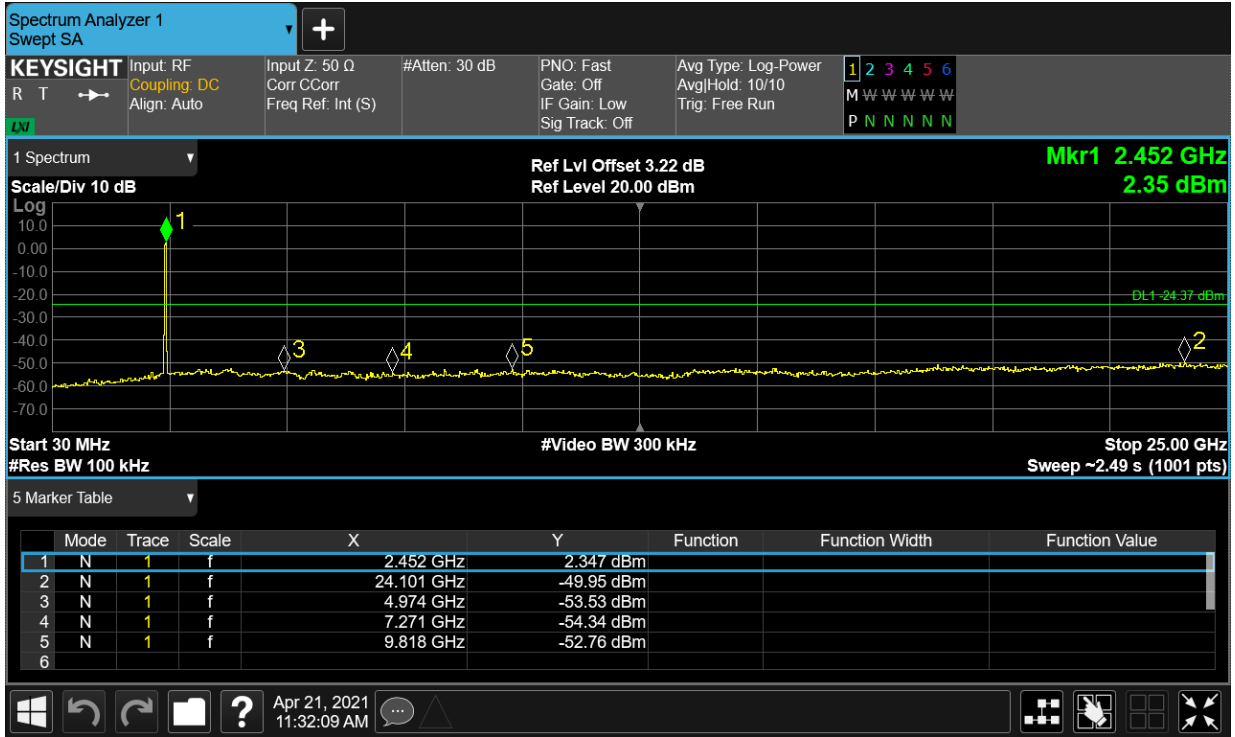 Spectrum Analyzer 1
Swept SA
KEYSIGHT
R T
LXI
Input: RF
Coupling: DC
Align: Auto
Input Z: 50 Ω
Corr CCorr
Freq Ref: Int (S)
#Atten: 30 dB
PNO: Fast
Gate: Off
IF Gain: Low
Sig Track: Off
Avg Type: Log-Power
Avg|Hold: 10/10
Trig: Free Run
1 2 3 4 5 6
M W W W W W
P N N N N N
1 Spectrum
Scale/Div 10 dB
Ref Lvl Offset 3.22 dB
Ref Level 20.00 dBm
Mkr1 2.452 GHz
2.35 dBm
Log
10.0
0.00
-10.0
-20.0
-30.0
-40.0
-50.0
-60.0
-70.0
1
3
4
5
2
DL1 -24.37 dBm
Start 30 MHz
#Video BW 300 kHz
Stop 25.00 GHz
#Res BW 100 kHz
Sweep ~2.49 s (1001 pts)
5 Marker Table
Mode Trace Scale X Y Function Function Width Function Value
1 N 1 f 2.452 GHz 2.347 dBm
2 N 1 f 24.101 GHz -49.95 dBm
3 N 1 f 4.974 GHz -53.53 dBm
4 N 1 f 7.271 GHz -54.34 dBm
5 N 1 f 9.818 GHz -52.76 dBm
6
?
Apr 21, 2021
11:32:09 AM